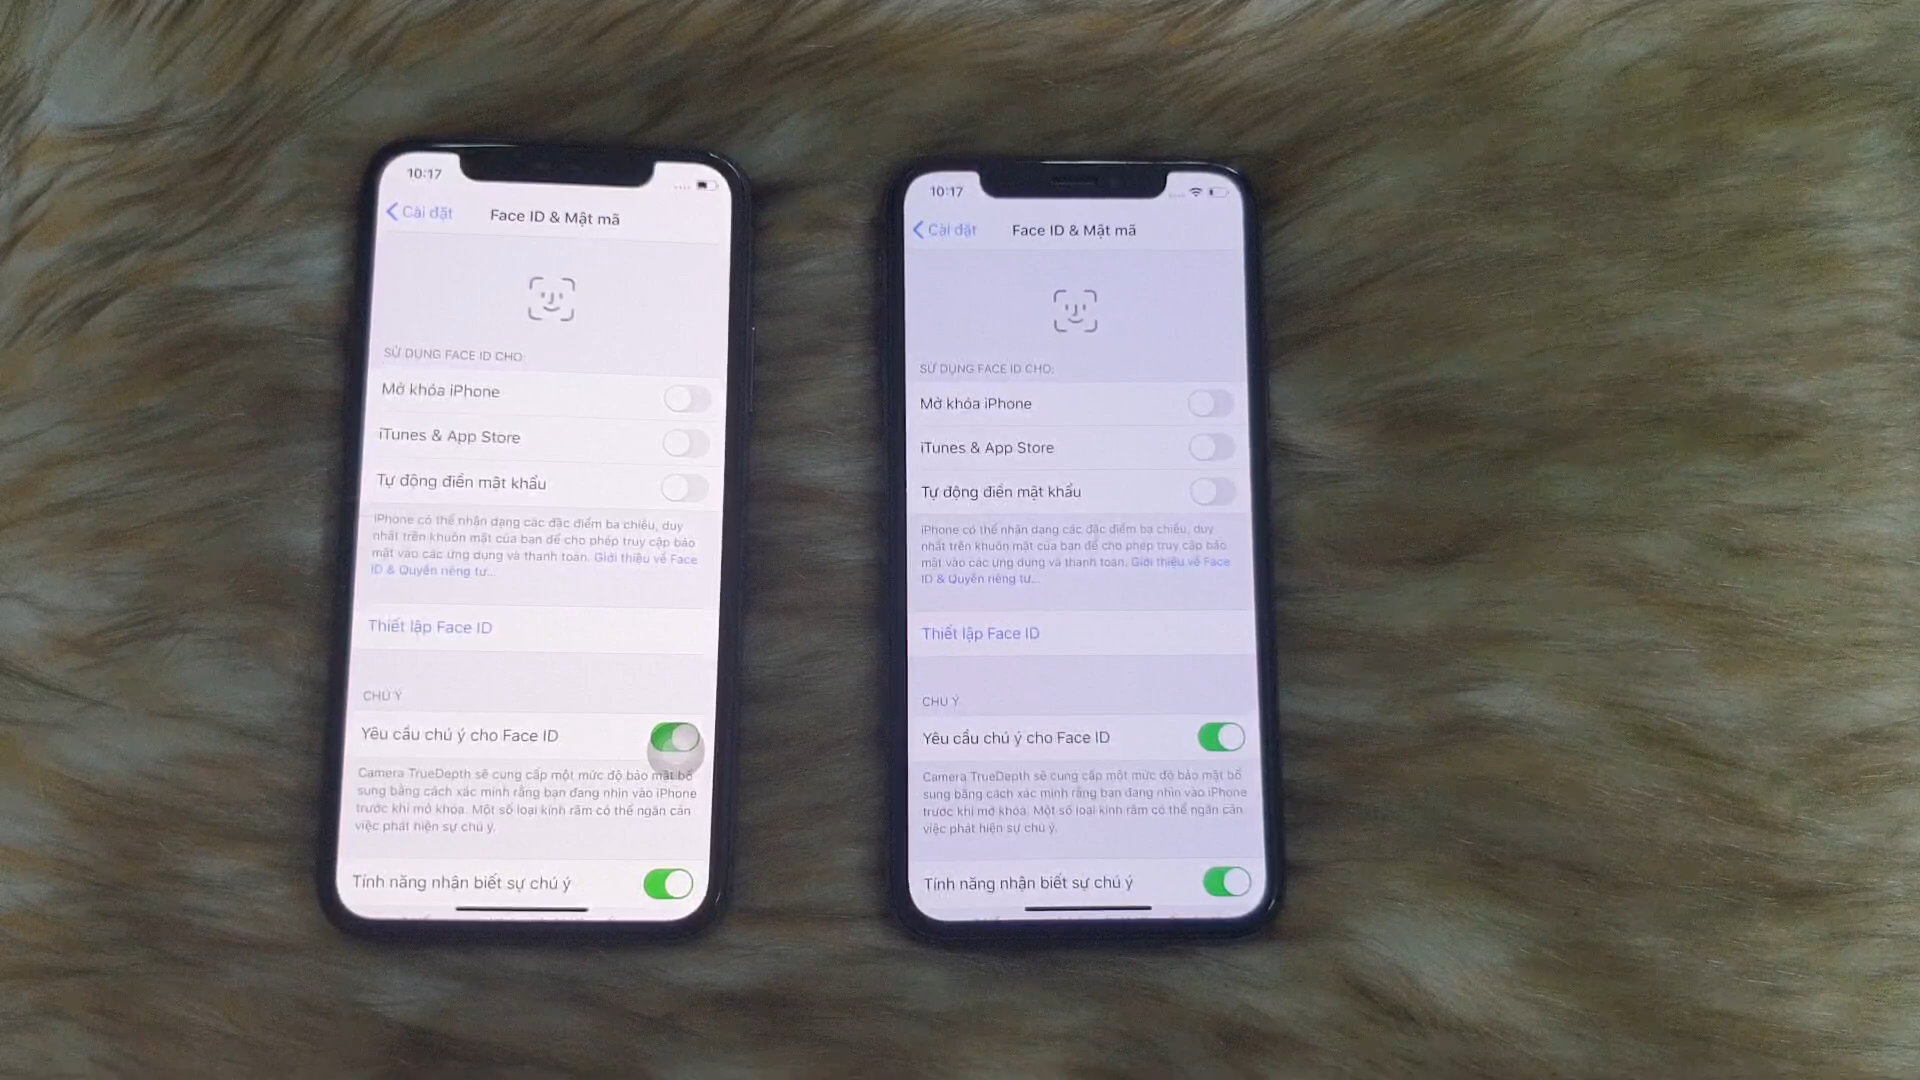 10:17
Cài đặt
Face ID & Mật mã
SỬ DỤNG FACE ID CHO:
Mở khóa iPhone
iTunes & App Store
Tự động điền mật khẩu
iPhone có thể nhận dạng các đặc điểm ba chiều, duy
nhất trên khuôn mặt của bạn để cho phép truy cập bảo
mật vào các ứng dụng và thanh toán. Giới thiệu về Face
ID & Quyền riêng tư...
Thiết lập Face ID
CHÚ Ý
Yêu cầu chú ý cho Face ID
Camera TrueDepth sẽ cung cấp một mức độ bảo mật bổ
sung bằng cách xác minh rằng bạn đang nhìn vào iPhone
trước khi mở khóa. Một số loại kính râm có thể ngăn cản
việc phát hiện sự chú ý.
Tính năng nhận biết sự chú ý
10:17
Cài đặt
Face ID & Mật mã
SỬ DỤNG FACE ID CHO:
Mở khóa iPhone
iTunes & App Store
Tự động điền mật khẩu
iPhone có thể nhận dạng các đặc điểm ba chiều, duy
nhất trên khuôn mặt của bạn để cho phép truy cập bảo
mật vào các ứng dụng và thanh toán. Giới thiệu về Face
ID & Quyền riêng tư...
Thiết lập Face ID
CHÚ Ý
Yêu cầu chú ý cho Face ID
Camera TrueDepth sẽ cung cấp một mức độ bảo mật bổ
sung bằng cách xác minh rằng bạn đang nhìn vào iPhone
trước khi mở khóa. Một số loại kính râm có thể ngăn cản
việc phát hiện sự chú ý.
Tính năng nhận biết sự chú ý